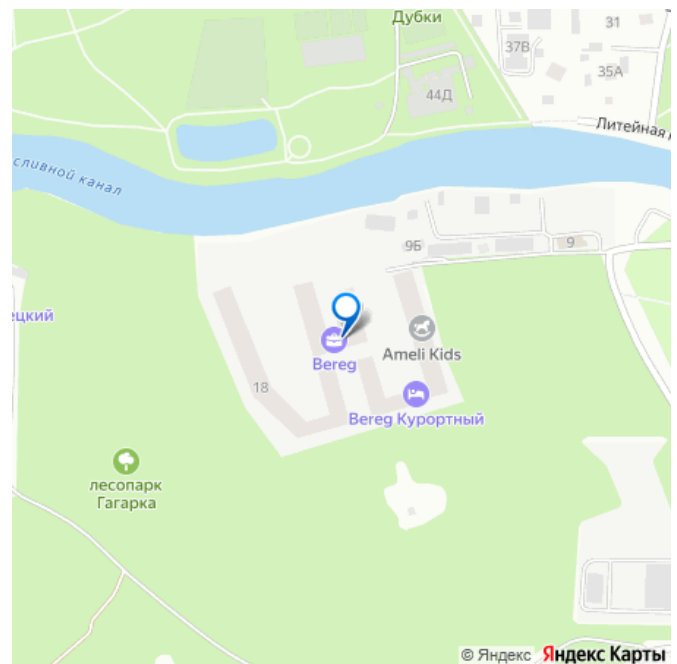 Дубки
31
37В
35А
44Д
Литейная
сливной канал
9Б
9
ецкий
Ameli Kids
Bereg
18
Bereg Курортный
лесопарк
Гагарка
© Яндекс Яндекс Карты